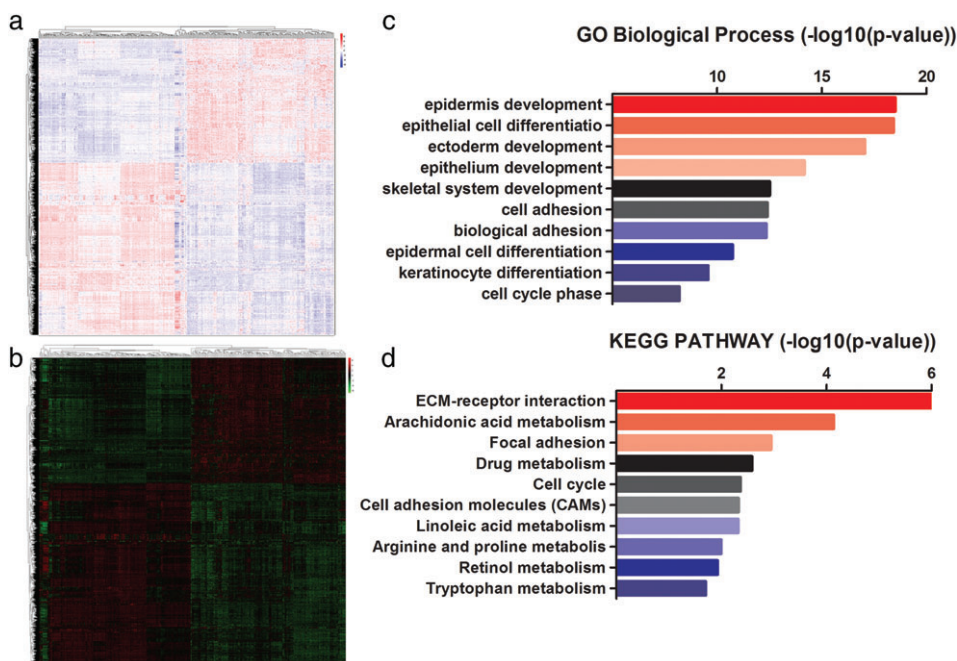 a
c
GO Biological Process (-log10(p-value))
10 15 20
epidermis development
epithelial cell differentiatio
ectoderm development
epithelium development
skeletal system development
cell adhesion
biological adhesion
epidermal cell differentiation
keratinocyte differentiation
cell cycle phase
b
d
KEGG PATHWAY (-log10(p-value))
2 4 6
ECM-receptor interaction
Arachidonic acid metabolism
Focal adhesion
Drug metabolism
Cell cycle
Cell adhesion molecules (CAMs)
Linoleic acid metabolism
Arginine and proline metabolis
Retinol metabolism
Tryptophan metabolism